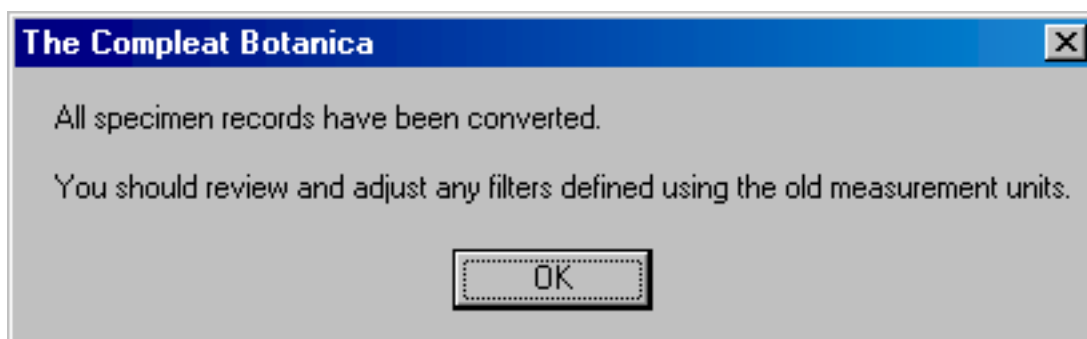 The Compleat Botanica
All specimen records have been converted.
You should review and adjust any filters defined using the old measurement units.
OK